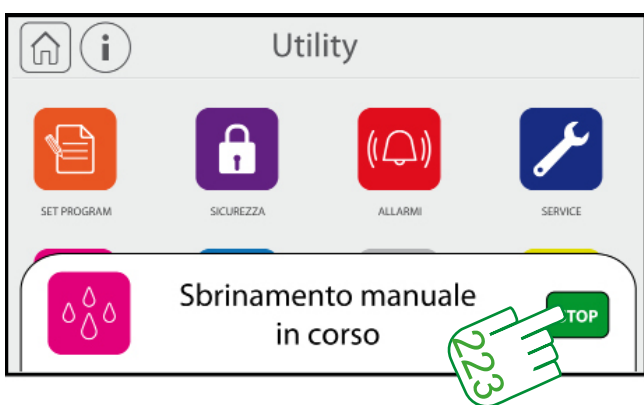 i
Utility
SET PROGRAM
SICUREZZA
ALLARMI
SERVICE
Sbrinamento manuale
in corso
TOP
223